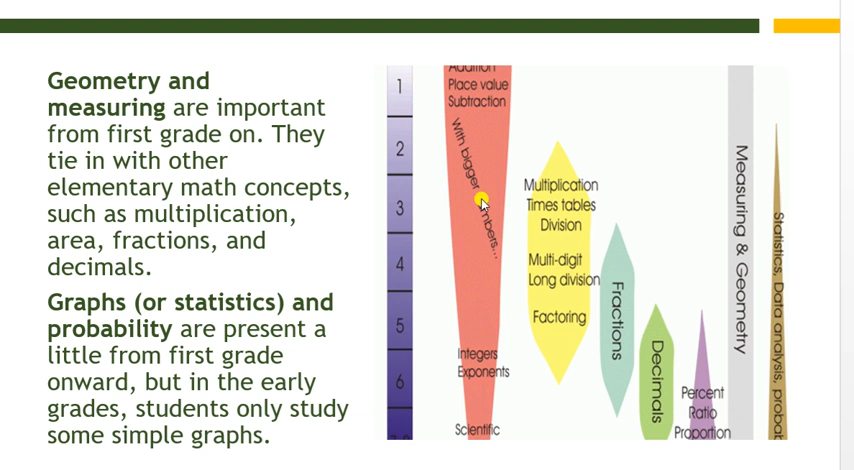 Geometry and
measuring are important
from first grade on. They
tie in with other
elementary math concepts,
such as multiplication,
area, fractions, and
decimals.
Graphs (or statistics) and
probability are present a
little from first grade
onward, but in the early
grades, students only study
some simple graphs.
1
2
3
4
5
6
Addition
Place value
Subtraction
With bigger
Integers
Exponents
Scientific
Multiplication
Times tables
Division
Multi-digit
Long division
Factoring
Fractions
Decimals
Percent
Ratio
Proportion
Measuring & Geometry
Statistics, Data analysis, probab